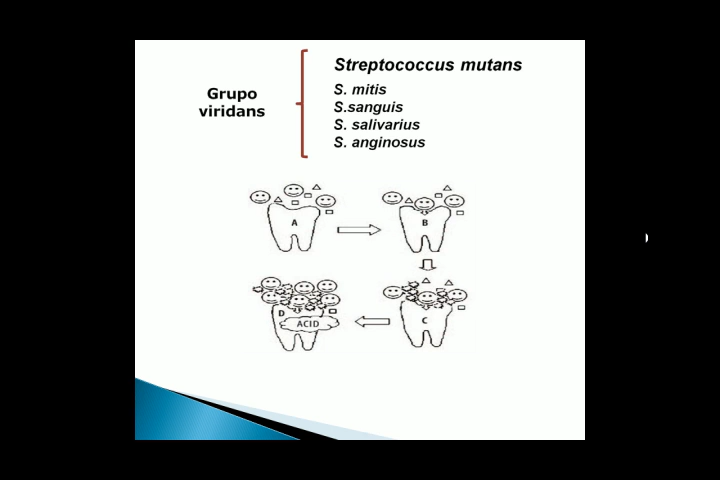 Grupo
viridans
Streptococcus mutans
S. mitis
S.sanguis
S. salivarius
S. anginosus
A
B
D
ACID
C